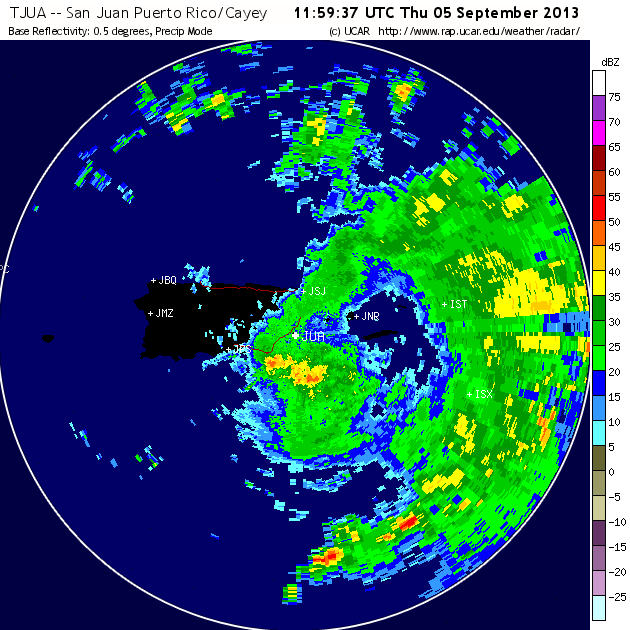 TJUA -- San Juan Puerto Rico/Cayey 11:59:37 UTC Thu 05 September 2013
Base Reflectivity: 0.5 degrees, Precip Mode (c) UCAR http://www.rap.ucar.edu/weather/radar/
dBZ
75
70
65
60
55
50
45
40
35
30
25
20
15
10
5
0
-5
-10
-15
-20
-25
JBQ
JSJ
IST
JMZ
JNR
JUA
ISX